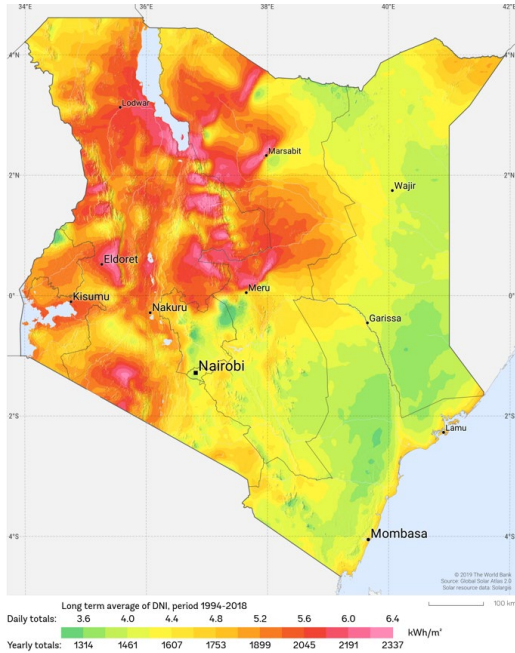 34°E 36°E 38°E 40°E 42°E
4°N 4°N
Lodwar
Marsabit
2°N 2°N
Wajir
Eldoret
Kisumu Meru
0° 0°
Nakuru
Garissa
Nairobi
2°S 2°S
Lamu
Mombasa
4°S 4°S
© 2019 The World Bank
Source: Global Solar Atlas 2.0
Solar resource data: Solargis
Long term average of DNI, period 1994-2018
100 km
Daily totals: 3.6 4.0 4.4 4.8 5.2 5.6 6.0 6.4
kWh/m²
Yearly totals: 1314 1461 1607 1753 1899 2045 2191 2337